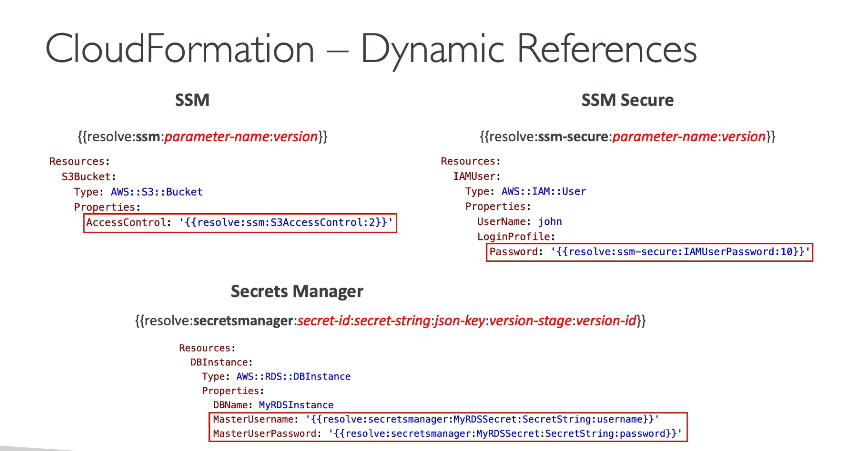 CloudFormation – Dynamic References
SSM
{{resolve:ssm:parameter-name:version}}
Resources:
S3Bucket:
Type: AWS::S3::Bucket
Properties:
AccessControl: '{{resolve:ssm:S3AccessControl:2}}'
SSM Secure
{{resolve:ssm-secure:parameter-name:version}}
Resources:
IAMUser:
Type: AWS::IAM::User
Properties:
UserName: john
LoginProfile:
Password: '{{resolve:ssm-secure:IAMUserPassword:10}}'
Secrets Manager
{{resolve:secretsmanager:secret-id:secret-string:json-key:version-stage:version-id}}
Resources:
DBInstance:
Type: AWS::RDS::DBInstance
Properties:
DBName: MyRDSInstance
MasterUsername: '{{resolve:secretsmanager:MyRDSSecret:SecretString:username}}'
MasterUserPassword: '{{resolve:secretsmanager:MyRDSSecret:SecretString:password}}'